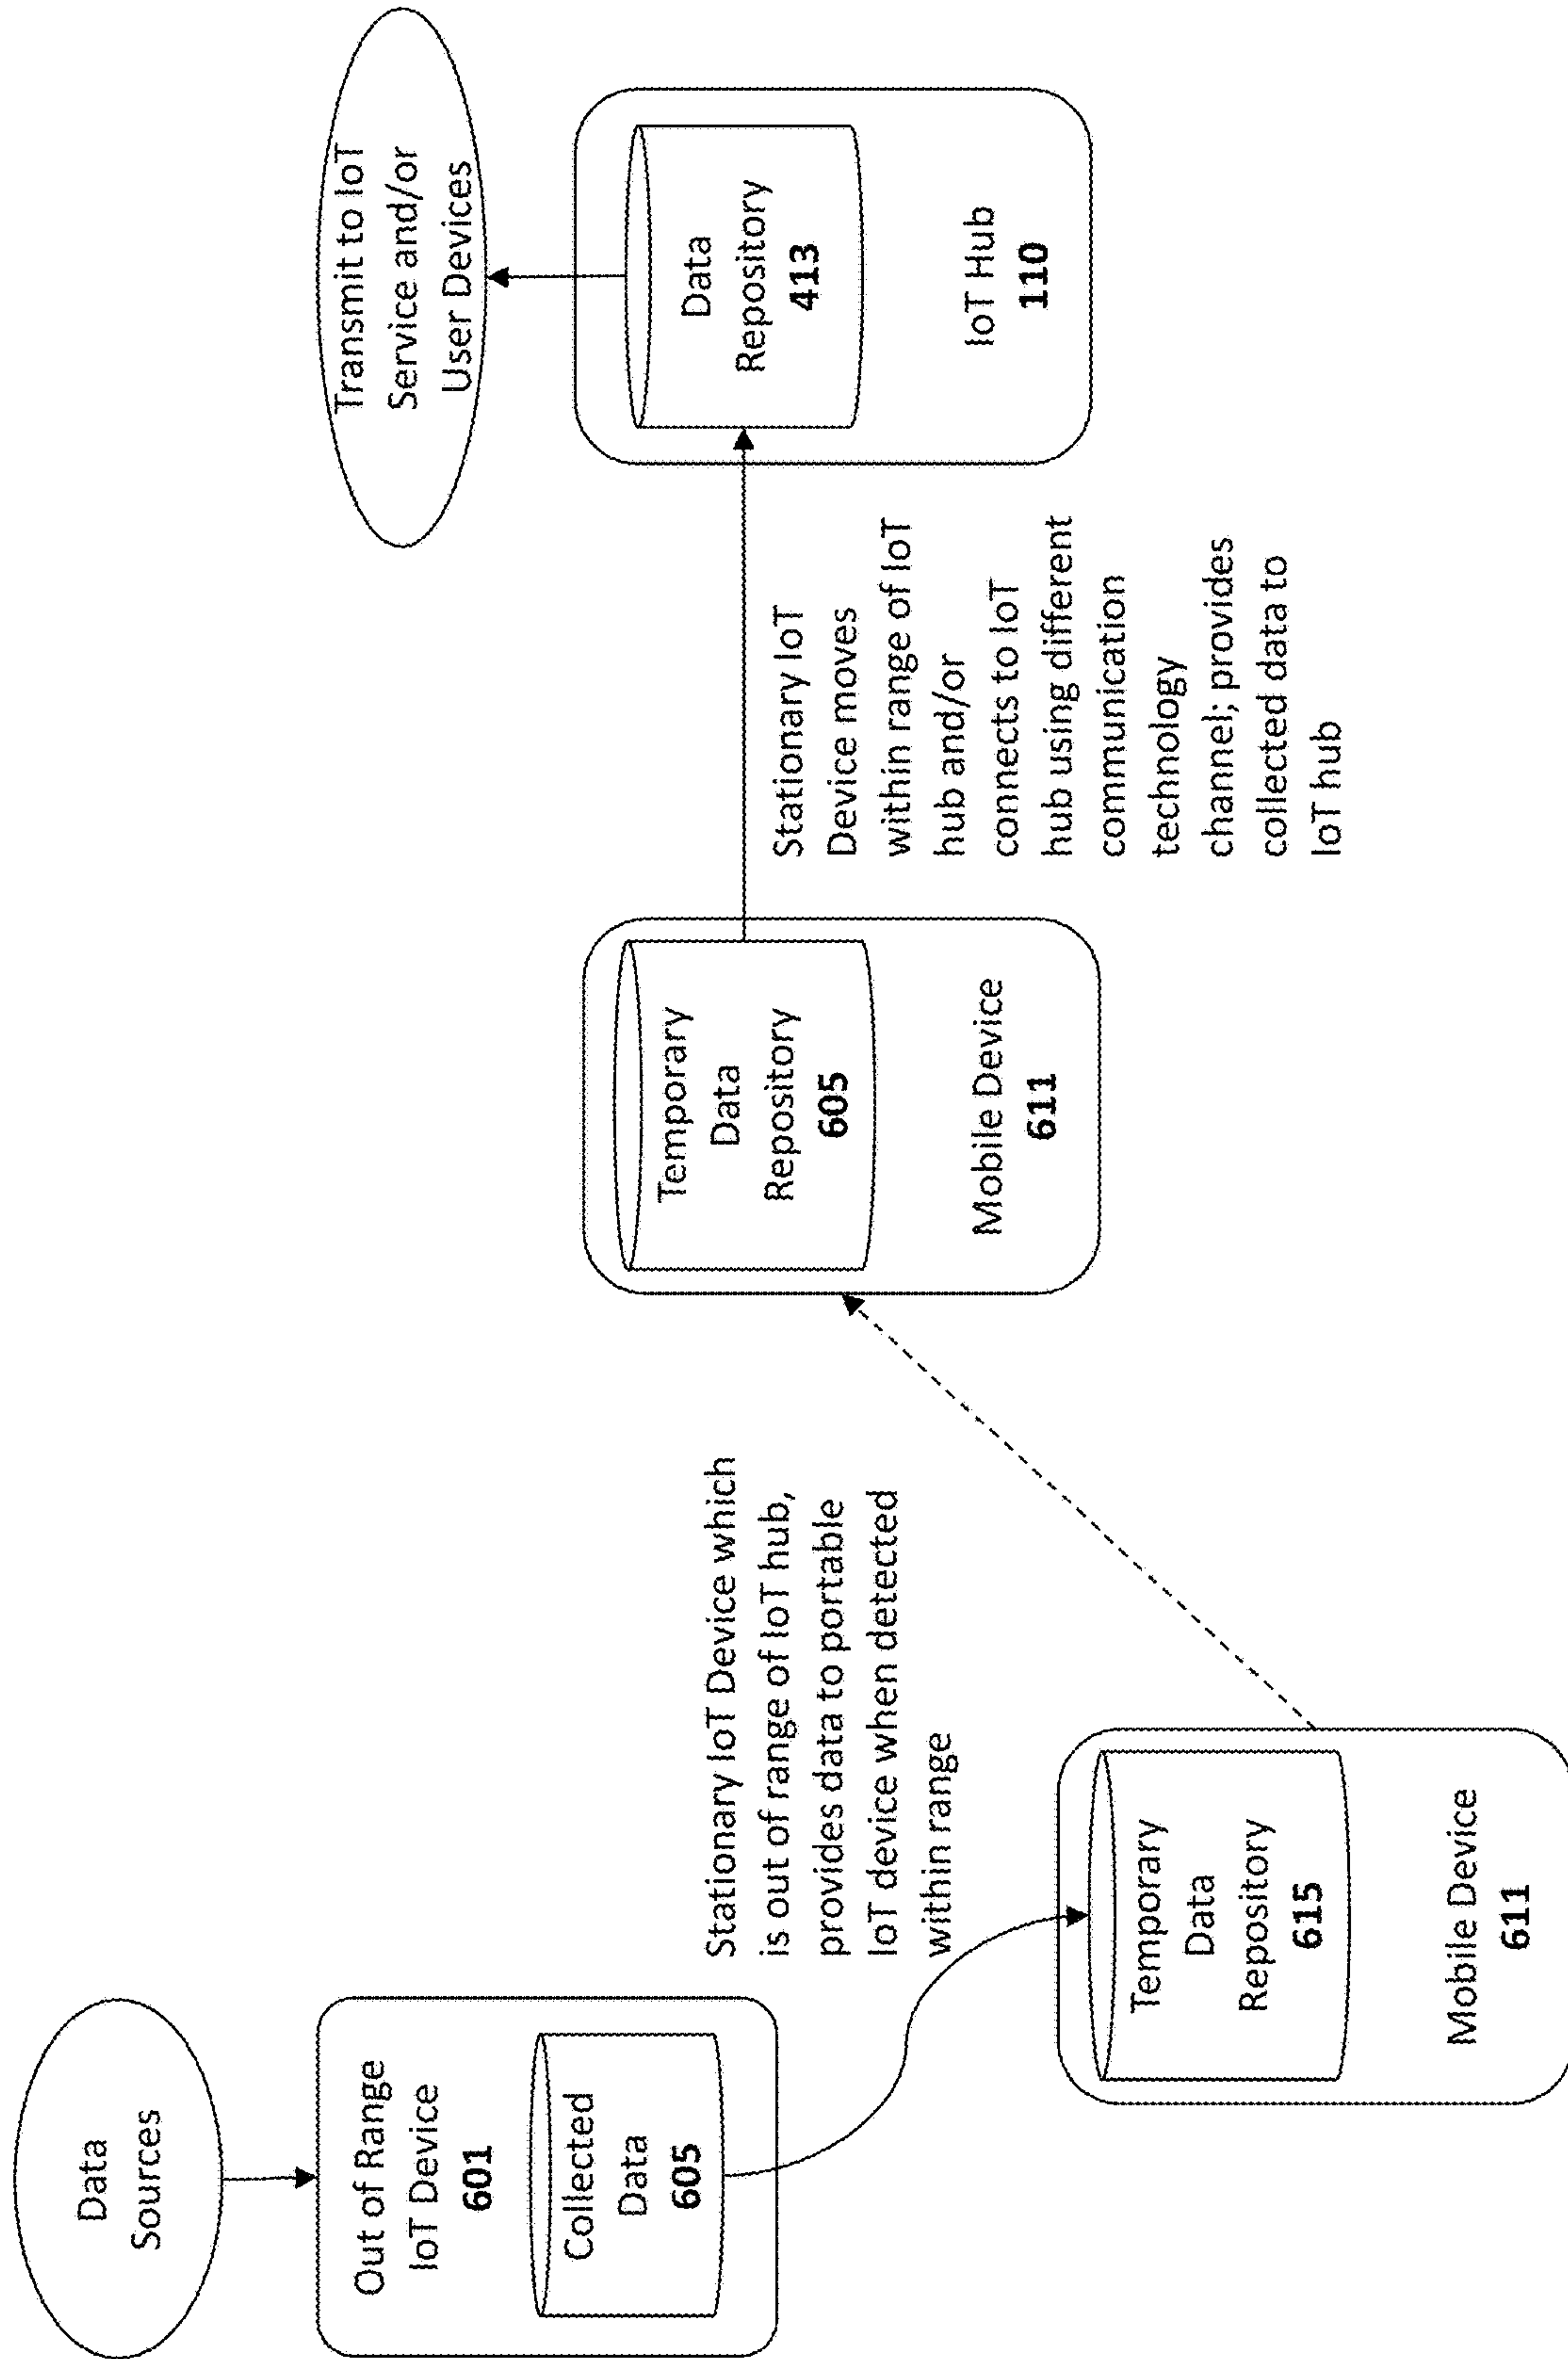 Data
Sources
Out of Range
IoT Device
601
Collected
Data
605
Stationary IoT Device which
is out of range of IoT hub,
provides data to portable
IoT device when detected
within range
Temporary
Data
Repository
615
Mobile Device
611
Temporary
Data
Repository
605
Mobile Device
611
Stationary IoT
Device moves
within range of IoT
hub and/or
connects to IoT
hub using different
communication
technology
channel; provides
collected data to
IoT hub
Transmit to IoT
Service and/or
User Devices
Data
Repository
413
IoT Hub
110